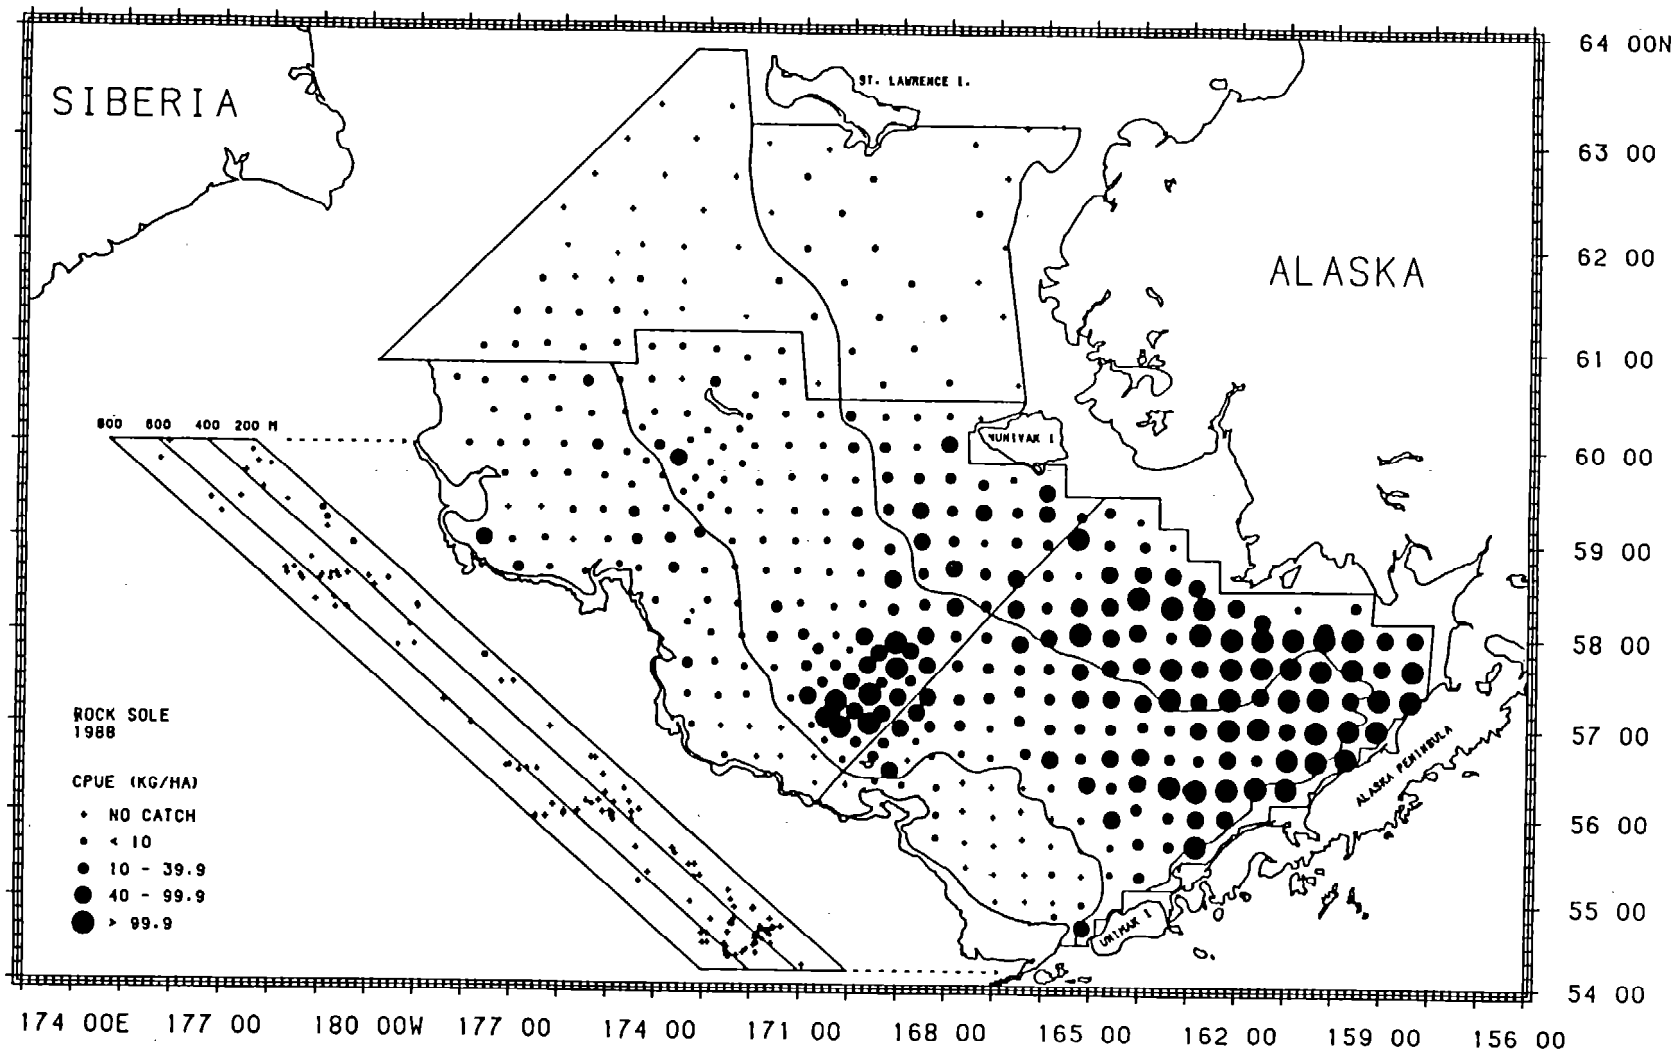 64 00N
SIBERIA
ST. LAWRENCE I.
63 00
ALASKA
62 00
61 00
800 600 400 200 M
NUNIVAK I
60 00
59 00
58 00
ROCK SOLE
1988
57 00
CPUE (KG/HA)
NO CATCH
< 10
10 - 39.9
40 - 99.9
> 99.9
ALASKA PENINSULA
56 00
55 00
UNIMAK I
54 00
174 00E 177 00 180 00W 177 00 174 00 171 00 168 00 165 00 162 00 159 00 156 00